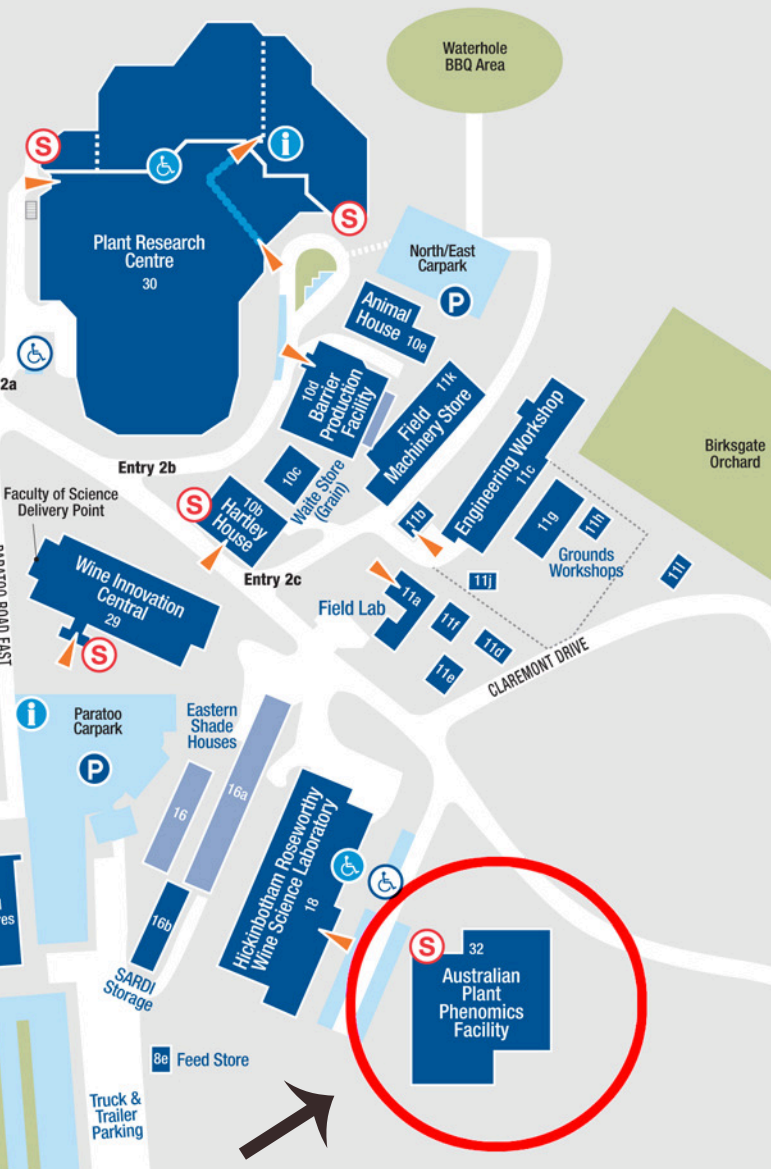 Waterhole
BBQ Area
S
i
S
Plant Research
Centre
30
North/East
Carpark
P
Animal
House 10e
2a
10d
Barrier
Production
Facility
11k
Field
Machinery Store
Engineering Workshop
11c
Birksgate
Orchard
Entry 2b
10c
Waite Store
(Grain)
Faculty of Science
Delivery Point
S
10b
Hartley
House
11b
11g
11h
Grounds
Workshops
11l
Entry 2c
Wine Innovation
Central
29
S
PARATOO ROAD EAST
Field Lab
11a
11j
11f
11d
11e
CLAREMONT DRIVE
i
Paratoo
Carpark
P
Eastern
Shade
Houses
16
16a
16b
SARDI
Storage
Hickinbotham Roseworthy
Wine Science Laboratory
18
S
32
Australian
Plant
Phenomics
Facility
8e Feed Store
Truck &
Trailer
Parking